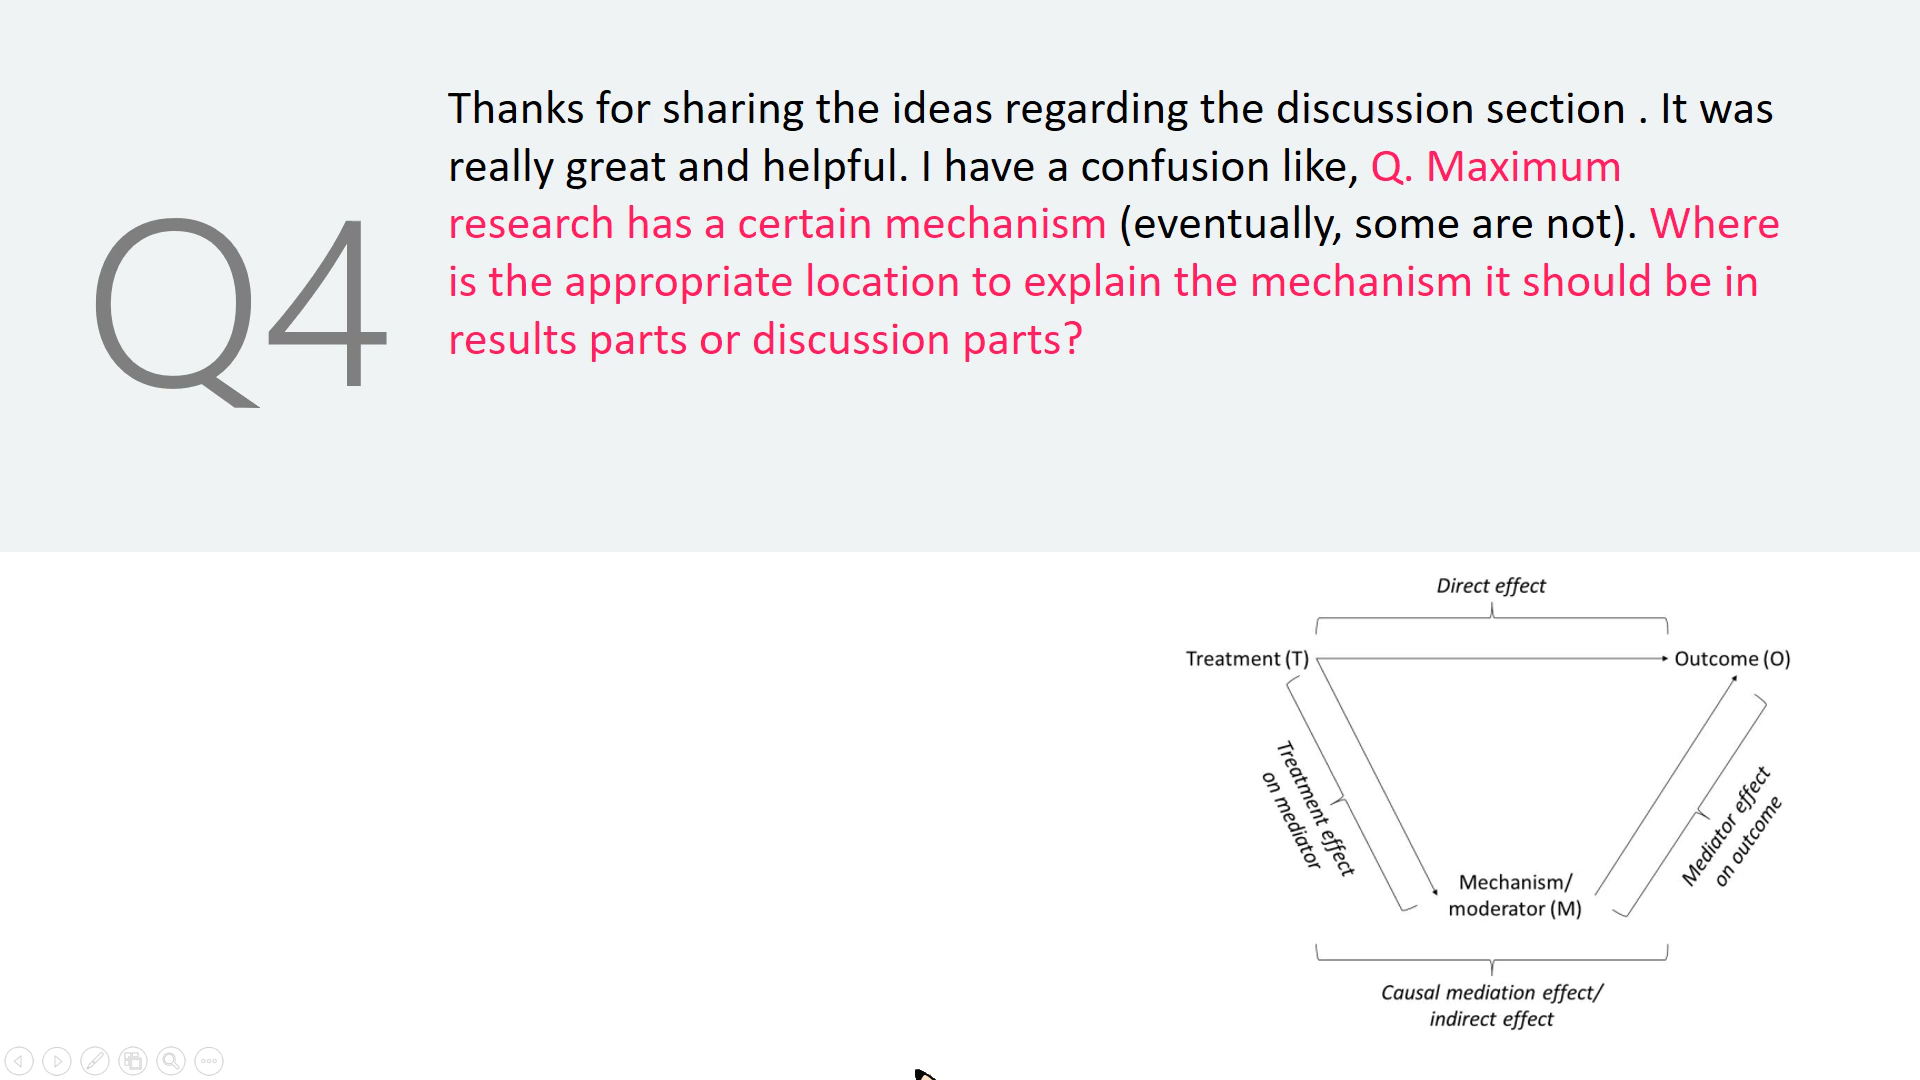 Q4
Thanks for sharing the ideas regarding the discussion section . It was
really great and helpful. I have a confusion like, Q. Maximum
research has a certain mechanism (eventually, some are not). Where
is the appropriate location to explain the mechanism it should be in
results parts or discussion parts?
Direct effect
Treatment (T)
Outcome (O)
Treatment effect
on mediator
Mediator effect
on outcome
Mechanism/
moderator (M)
Causal mediation effect/
indirect effect